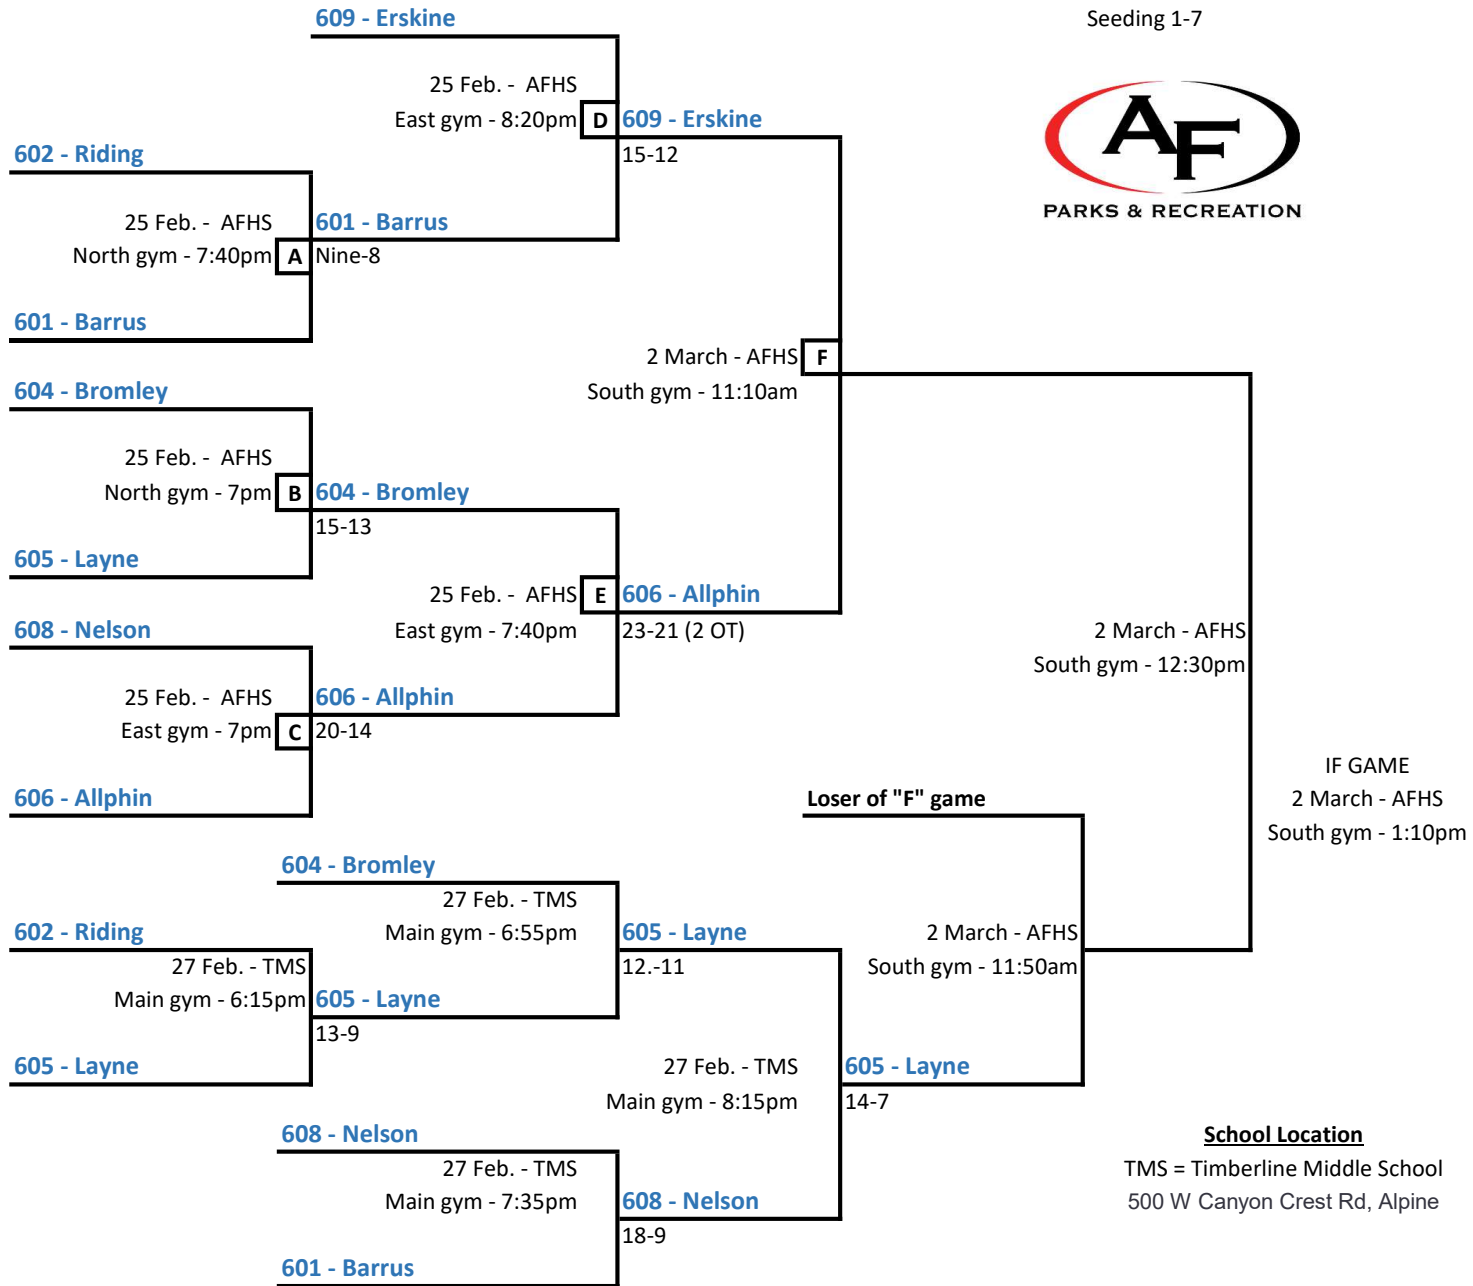 609 - Erskine
Seeding 1-7
25 Feb. - AFHS
East gym - 8:20pm
D
609 - Erskine
15-12
AF
PARKS & RECREATION
602 - Riding
25 Feb. - AFHS
North gym - 7:40pm
A
601 - Barrus
Nine-8
601 - Barrus
2 March - AFHS
South gym - 11:10am
F
604 - Bromley
25 Feb. - AFHS
North gym - 7pm
B
604 - Bromley
15-13
605 - Layne
25 Feb. - AFHS
East gym - 7:40pm
E
606 - Allphin
23-21 (2 OT)
608 - Nelson
25 Feb. - AFHS
East gym - 7pm
C
606 - Allphin
20-14
606 - Allphin
2 March - AFHS
South gym - 12:30pm
IF GAME
2 March - AFHS
South gym - 1:10pm
Loser of "F" game
604 - Bromley
27 Feb. - TMS
Main gym - 6:55pm
602 - Riding
27 Feb. - TMS
Main gym - 6:15pm
605 - Layne
13-9
605 - Layne
605 - Layne
12.-11
2 March - AFHS
South gym - 11:50am
27 Feb. - TMS
Main gym - 8:15pm
605 - Layne
14-7
608 - Nelson
27 Feb. - TMS
Main gym - 7:35pm
608 - Nelson
18-9
601 - Barrus
School Location
TMS = Timberline Middle School
500 W Canyon Crest Rd, Alpine